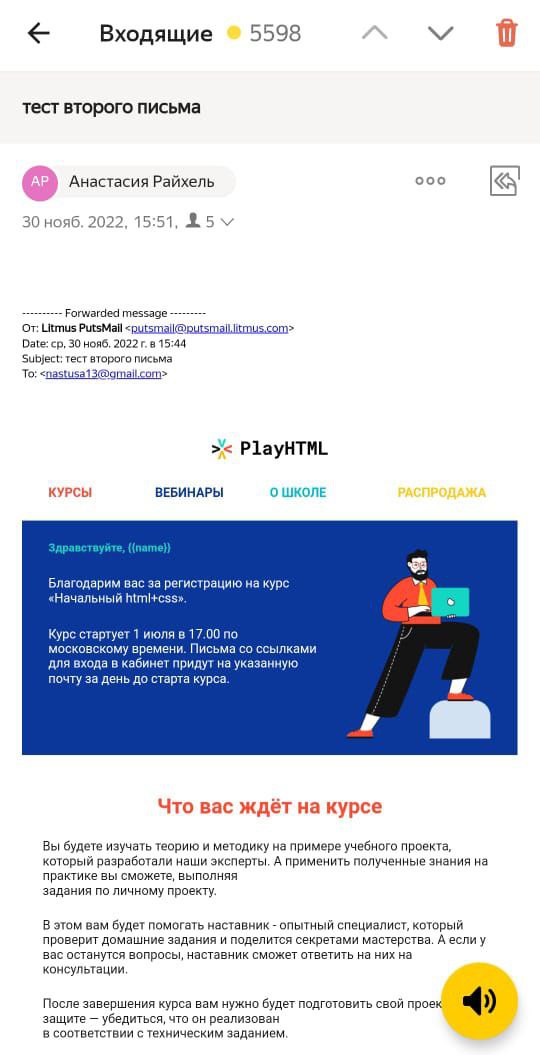 Входящие 5598
тест второго письма
АР Анастасия Райхель
30 нояб. 2022, 15:51, 5
---------- Forwarded message ---------
От: Litmus PutsMail <putsmail@putsmail.litmus.com>
Date: ср, 30 нояб. 2022 г. в 15:44
Subject: тест второго письма
To: <nastusa13@gmail.com>
PlayHTML
КУРСЫ ВЕБИНАРЫ О ШКОЛЕ РАСПРОДАЖА
Здравствуйте, {{name}}
Благодарим вас за регистрацию на курс
«Начальный html+css».
Курс стартует 1 июля в 17.00 по
московскому времени. Письма со ссылками
для входа в кабинет придут на указанную
почту за день до старта курса.
Что вас ждёт на курсе
Вы будете изучать теорию и методику на примере учебного проекта,
который разработали наши эксперты. А применить полученные знания на
практике вы сможете, выполняя
задания по личному проекту.
В этом вам будет помогать наставник - опытный специалист, который
проверит домашние задания и поделится секретами мастерства. А если у
вас останутся вопросы, наставник сможет ответить на них на
консультации.
После завершения курса вам нужно будет подготовить свой проек
защите — убедиться, что он реализован
в соответствии с техническим заданием.